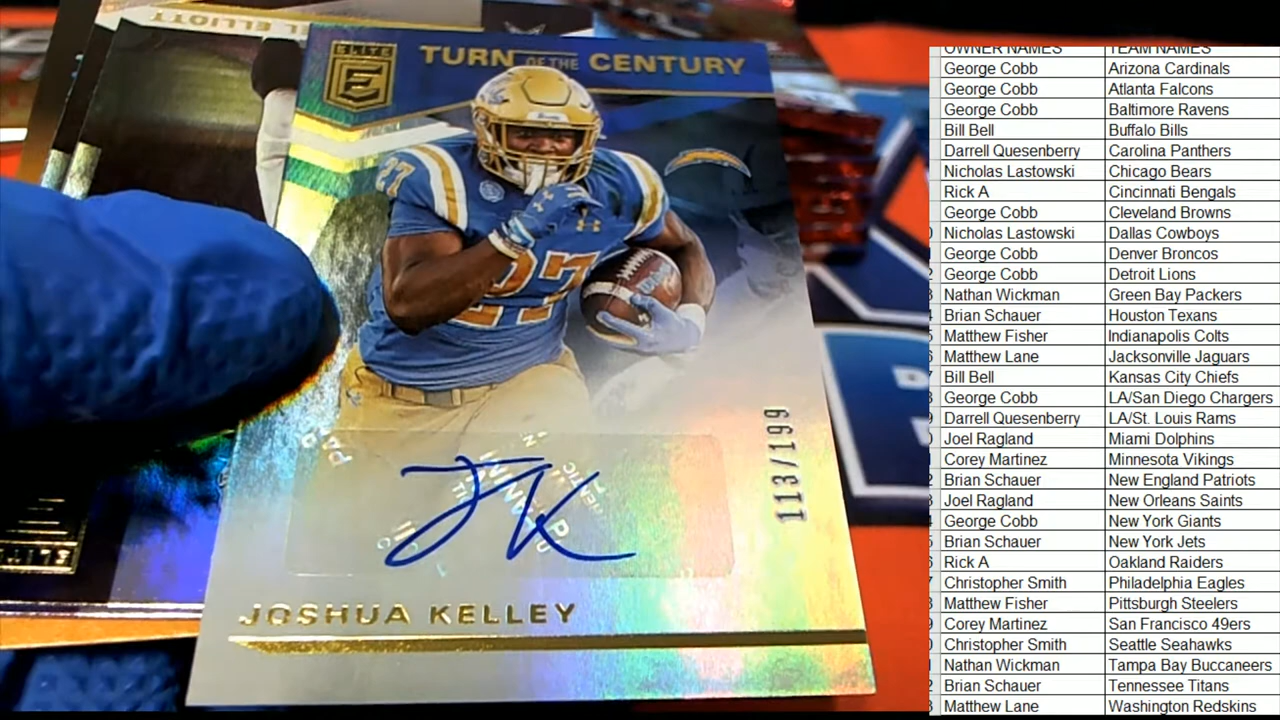 ELLIOTT
ELITE
E
TURN OF THE CENTURY
27
27
JK
113/199
JOSHUA KELLEY
ELITE
OWNER NAMES TEAM NAMES
George Cobb Arizona Cardinals
George Cobb Atlanta Falcons
George Cobb Baltimore Ravens
Bill Bell Buffalo Bills
Darrell Quesenberry Carolina Panthers
Nicholas Lastowski Chicago Bears
Rick A Cincinnati Bengals
George Cobb Cleveland Browns
Nicholas Lastowski Dallas Cowboys
George Cobb Denver Broncos
George Cobb Detroit Lions
Nathan Wickman Green Bay Packers
Brian Schauer Houston Texans
Matthew Fisher Indianapolis Colts
Matthew Lane Jacksonville Jaguars
Bill Bell Kansas City Chiefs
George Cobb LA/San Diego Chargers
Darrell Quesenberry LA/St. Louis Rams
Joel Ragland Miami Dolphins
Corey Martinez Minnesota Vikings
Brian Schauer New England Patriots
Joel Ragland New Orleans Saints
George Cobb New York Giants
Brian Schauer New York Jets
Rick A Oakland Raiders
Christopher Smith Philadelphia Eagles
Matthew Fisher Pittsburgh Steelers
Corey Martinez San Francisco 49ers
Christopher Smith Seattle Seahawks
Nathan Wickman Tampa Bay Buccaneers
Brian Schauer Tennessee Titans
Matthew Lane Washington Redskins